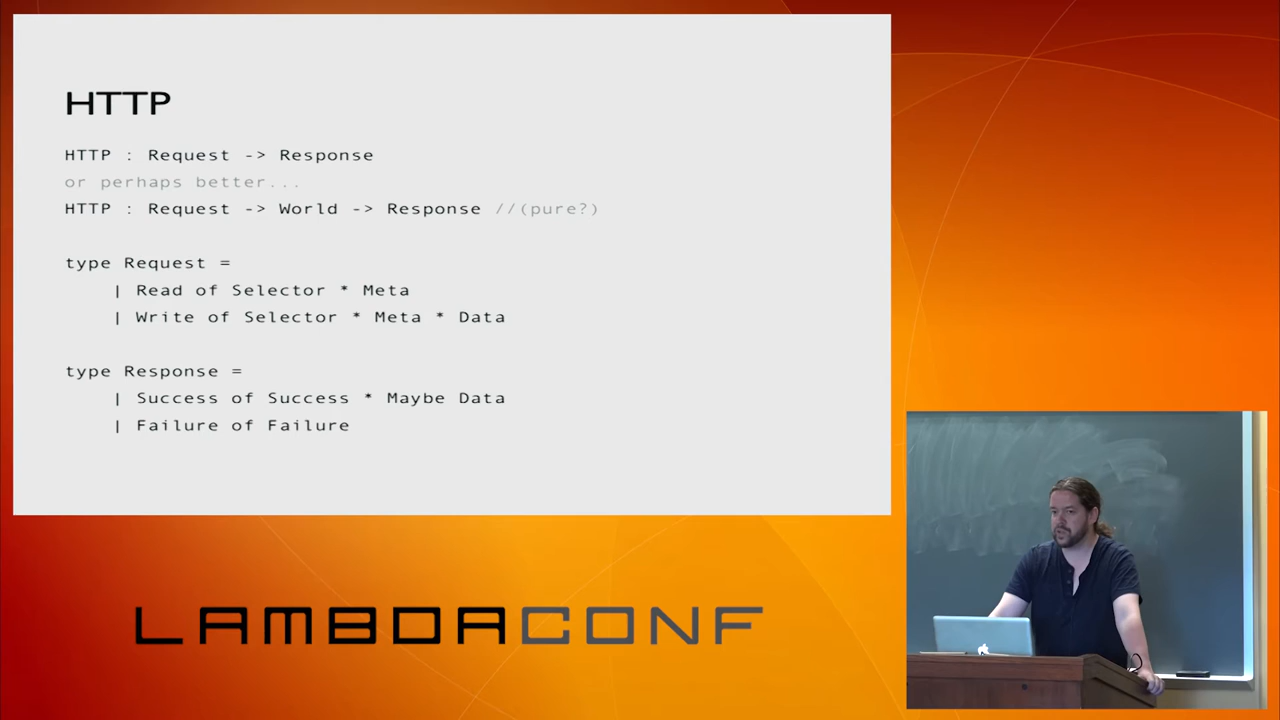 HTTP
HTTP : Request -> Response
or perhaps better...
HTTP : Request -> World -> Response //(pure?)
type Request =
| Read of Selector * Meta
| Write of Selector * Meta * Data
type Response =
| Success of Success * Maybe Data
| Failure of Failure
LAMBDACONF